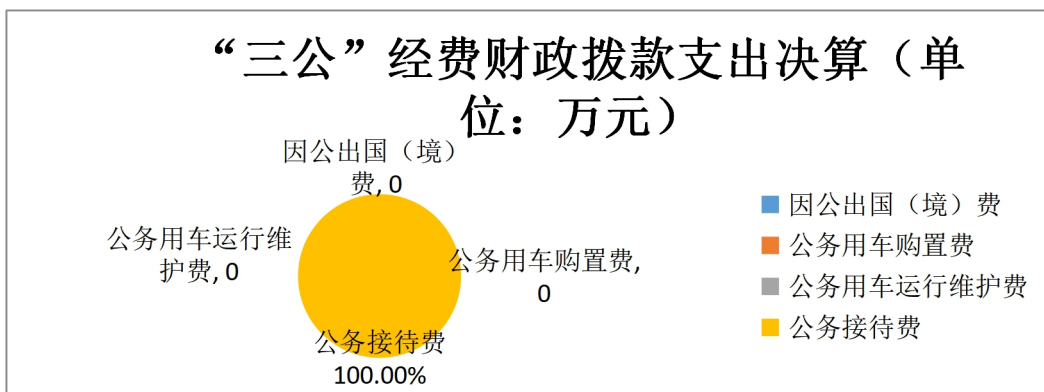 “三公”经费财政拨款支出决算（单
位：万元）
因公出国（境）
费, 0
公务用车运行维
护费, 0
公务用车购置费,
0
公务接待费
100.00%
因公出国（境）费
公务用车购置费
公务用车运行维护费
公务接待费